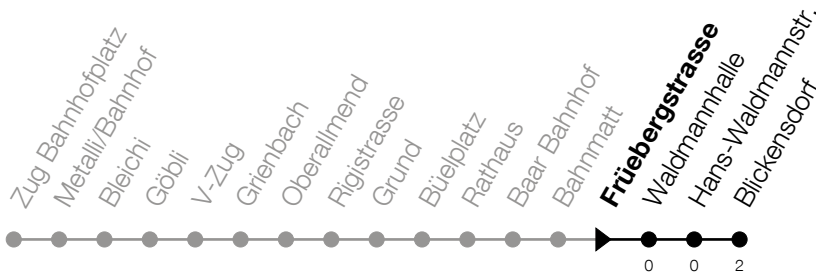 Zug Bahnhofplatz
Metalli/Bahnhof
Bleichi
Göbli
V-Zug
Grienbach
Oberallmend
Rigistrasse
Grund
Büelplatz
Rathaus
Baar Bahnhof
Bahnmatt
Früebergstrasse
Waldmannhalle
Hans-Waldmannstr.
Blickensdorf
0 0 2